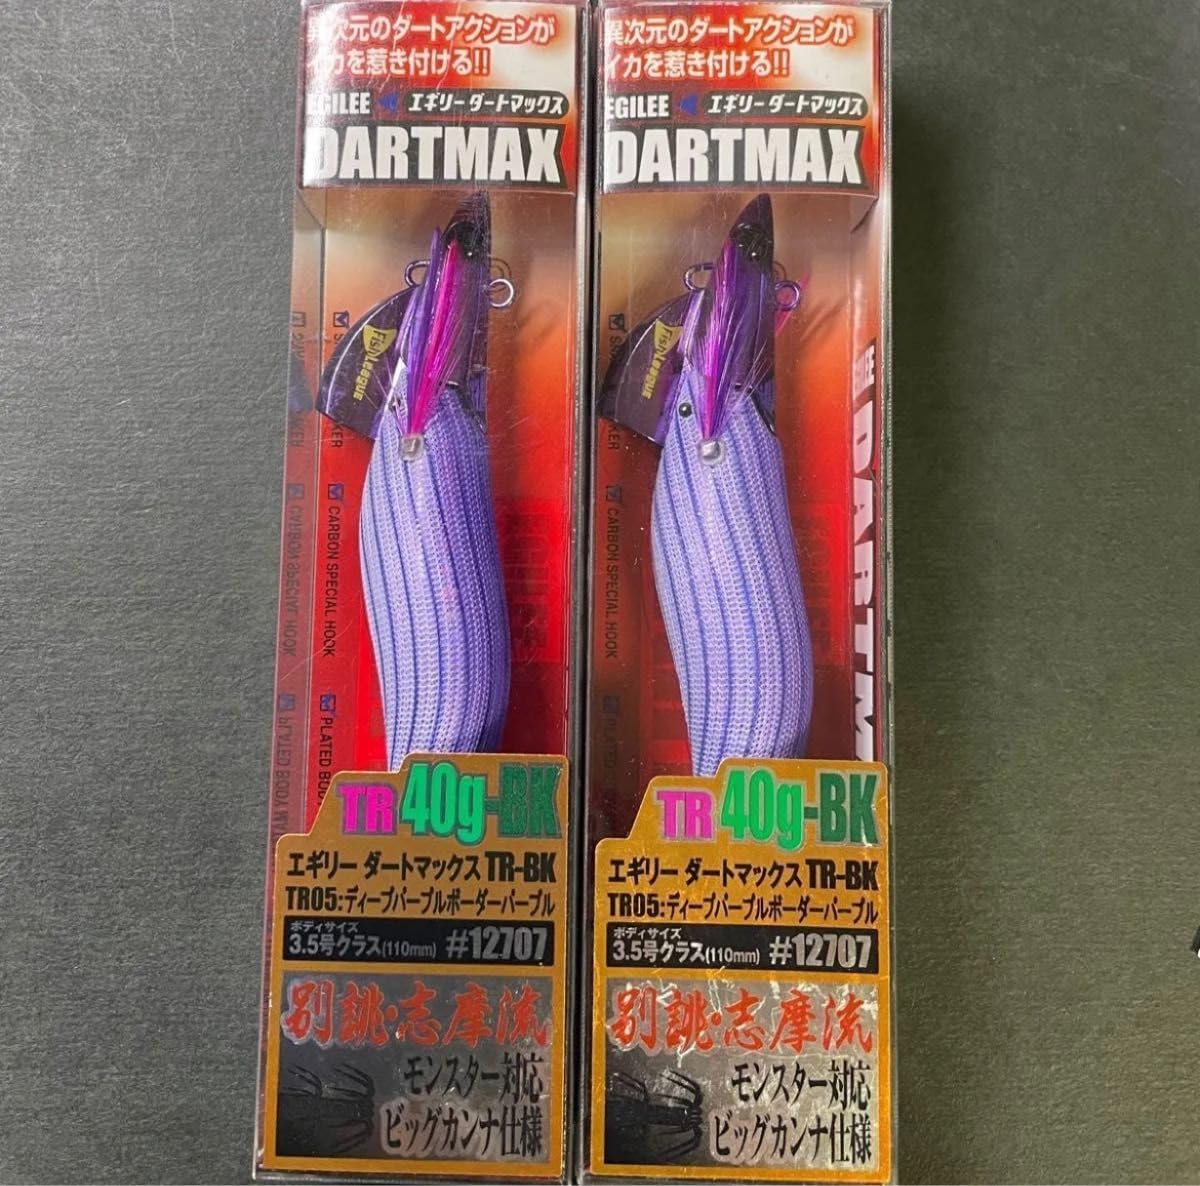 異次元のダートアクションが
イカを惹き付ける!!
EGILEE エギリー ダートマックス
DARTMAX
Fish League
CARBON SPECIAL HOOK
PLATED BODY
TR 40g-BK
エギリー ダートマックス TR-BK
TR05:ディープパープルボーダーパープル
ボディサイズ
3.5号クラス(110mm) #12707
別誂・志摩流
モンスター対応
ビッグカンナ仕様
異次元のダートアクションが
イカを惹き付ける!!
EGILEE エギリー ダートマックス
DARTMAX
Fish League
CARBON SPECIAL HOOK
PLATED BODY
DARTM
TR 40g-BK
エギリー ダートマックス TR-BK
TR05:ディープパープルボーダーパープル
ボディサイズ
3.5号クラス(110mm) #12707
別誂・志摩流
モンスター対応
ビッグカンナ仕様